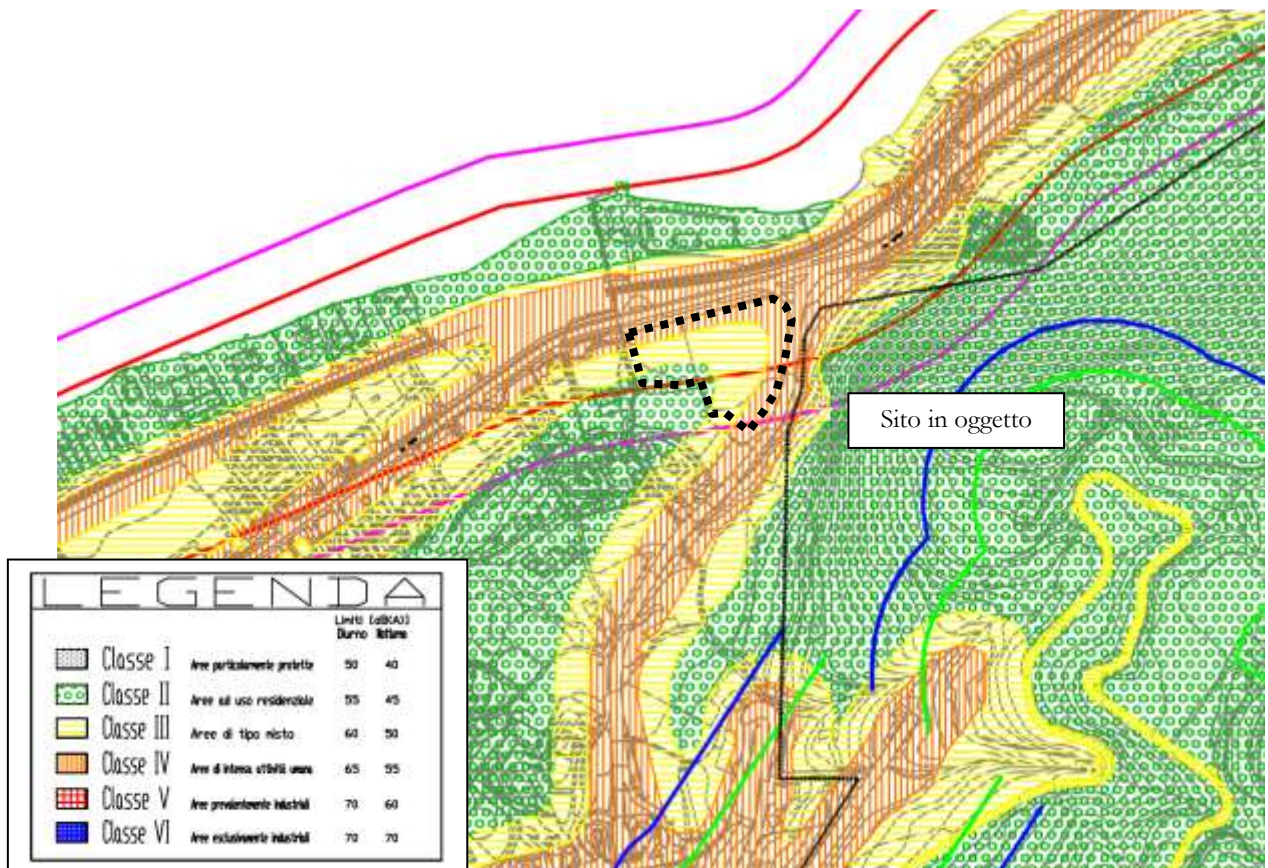 Sito in oggetto
LEGENDA
Limiti [dB(A)]
Diurno Notturno
Classe I Aree particolarmente protette 50 40
Classe II Aree ad uso residenziale 55 45
Classe III Aree di tipo misto 60 50
Classe IV Aree di intensa attività umana 65 55
Classe V Aree prevalentemente industriali 70 60
Classe VI Aree esclusivamente industriali 70 70